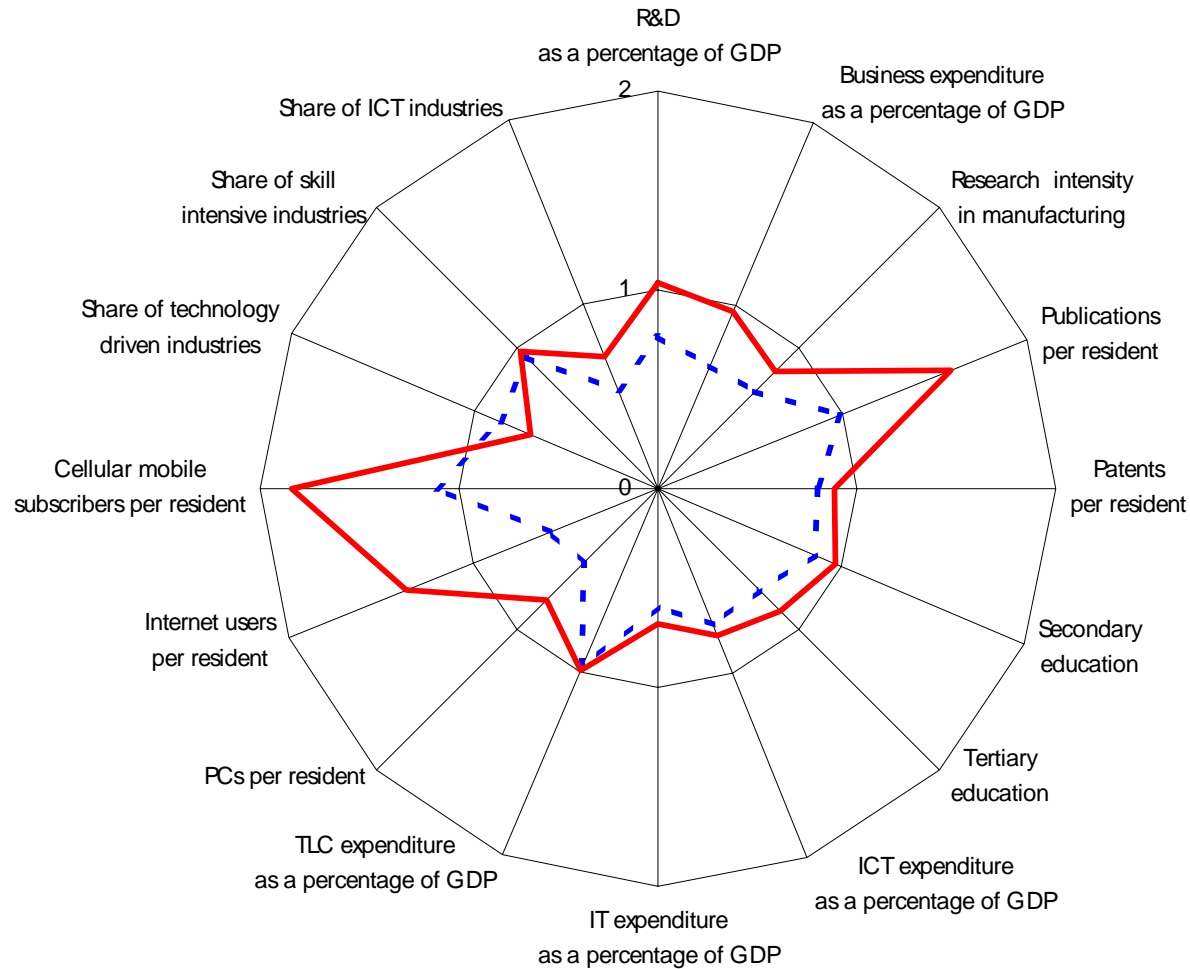 R&D
as a percentage of GDP
2
Business expenditure
as a percentage of GDP
Share of ICT industries
Share of skill
intensive industries
Research intensity
in manufacturing
Share of technology
driven industries
1
Publications
per resident
Cellular mobile
subscribers per resident
0
Patents
per resident
Internet users
per resident
Secondary
education
PCs per resident
Tertiary
education
TLC expenditure
as a percentage of GDP
ICT expenditure
as a percentage of GDP
IT expenditure
as a percentage of GDP